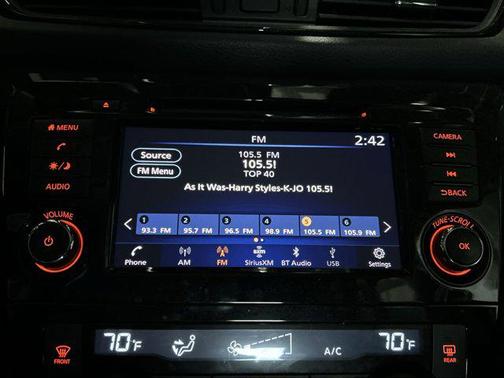 MENU
AUDIO
VOLUME
FM
2:42
Source
FM Menu
105.5 FM
105.5!
TOP 40
As It Was-Harry Styles-K-JO 105.5!
1 2 3 4 5 6
93.3 FM 95.7 FM 96.5 FM 98.9 FM 105.5 FM 105.9 FM
Phone AM FM SiriusXM BT Audio USB Settings
sxm
CAMERA
BACK
TUNE-SCROLL
OK
70°F
A/C
70°F
FRONT
REAR